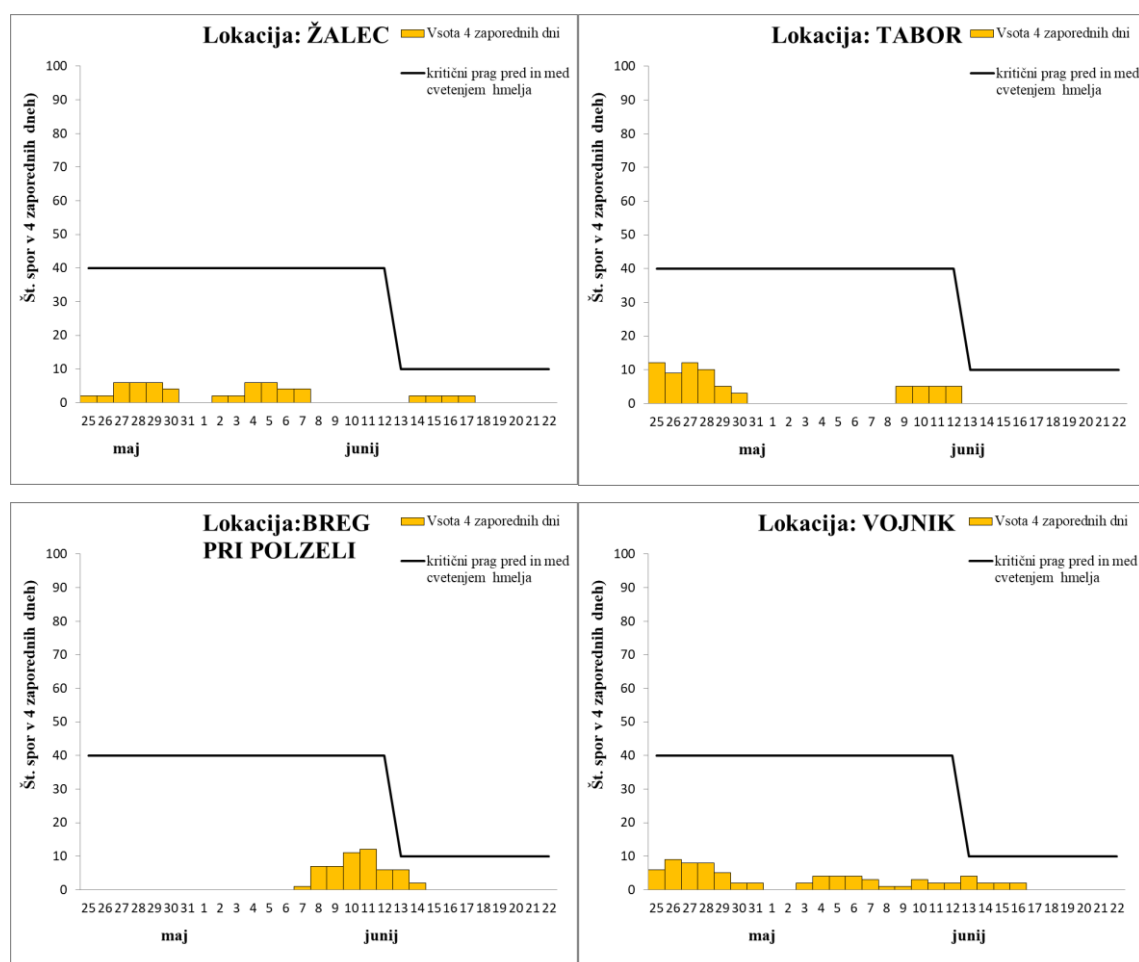 Lokacija: ŽALEC
Vsota 4 zaporednih dni
kritični prag pred in med
cvetenjem hmelja
Št. spor v 4 zaporednih dneh)
100
90
80
70
60
50
40
30
20
10
0
25 26 27 28 29 30 31 1 2 3 4 5 6 7 8 9 10 11 12 13 14 15 16 17 18 19 20 21 22
maj junij
Lokacija: TABOR
Vsota 4 zaporednih dni
kritični prag pred in med
cvetenjem hmelja
Št. spor v 4 zaporednih dneh)
100
90
80
70
60
50
40
30
20
10
0
25 26 27 28 29 30 31 1 2 3 4 5 6 7 8 9 10 11 12 13 14 15 16 17 18 19 20 21 22
maj junij
Lokacija:BREG
PRI POLZELI
Vsota 4 zaporednih dni
kritični prag pred in med
cvetenjem hmelja
Št. spor v 4 zaporednih dneh)
100
90
80
70
60
50
40
30
20
10
0
25 26 27 28 29 30 31 1 2 3 4 5 6 7 8 9 10 11 12 13 14 15 16 17 18 19 20 21 22
maj junij
Lokacija: VOJNIK
Vsota 4 zaporednih dni
kritični prag pred in med
cvetenjem hmelja
Št. spor v 4 zaporednih dneh)
100
90
80
70
60
50
40
30
20
10
0
25 26 27 28 29 30 31 1 2 3 4 5 6 7 8 9 10 11 12 13 14 15 16 17 18 19 20 21 22
maj junij